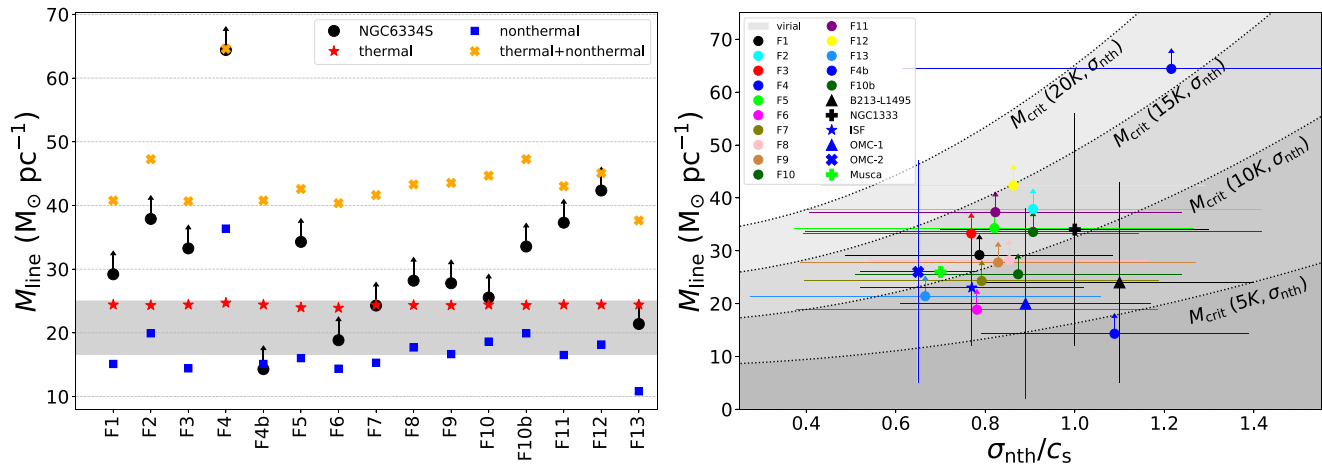 NGC6334S
thermal
nonthermal
thermal+nonthermal
M_line (M⊙ pc⁻¹)
70
60
50
40
30
20
10
F1
F2
F3
F4
F4b
F5
F6
F7
F8
F9
F10
F10b
F11
F12
F13
virial
F1
F2
F3
F4
F5
F6
F7
F8
F9
F10
F11
F12
F13
F4b
F10b
B213-L1495
NGC1333
ISF
OMC-1
OMC-2
Musca
M_crit (20K, σ_nth)
M_crit (15K, σ_nth)
M_crit (10K, σ_nth)
M_crit (5K, σ_nth)
M_line (M⊙ pc⁻¹)
70
60
50
40
30
20
10
0
0.4
0.6
0.8
1.0
1.2
1.4
σ_nth/c_s